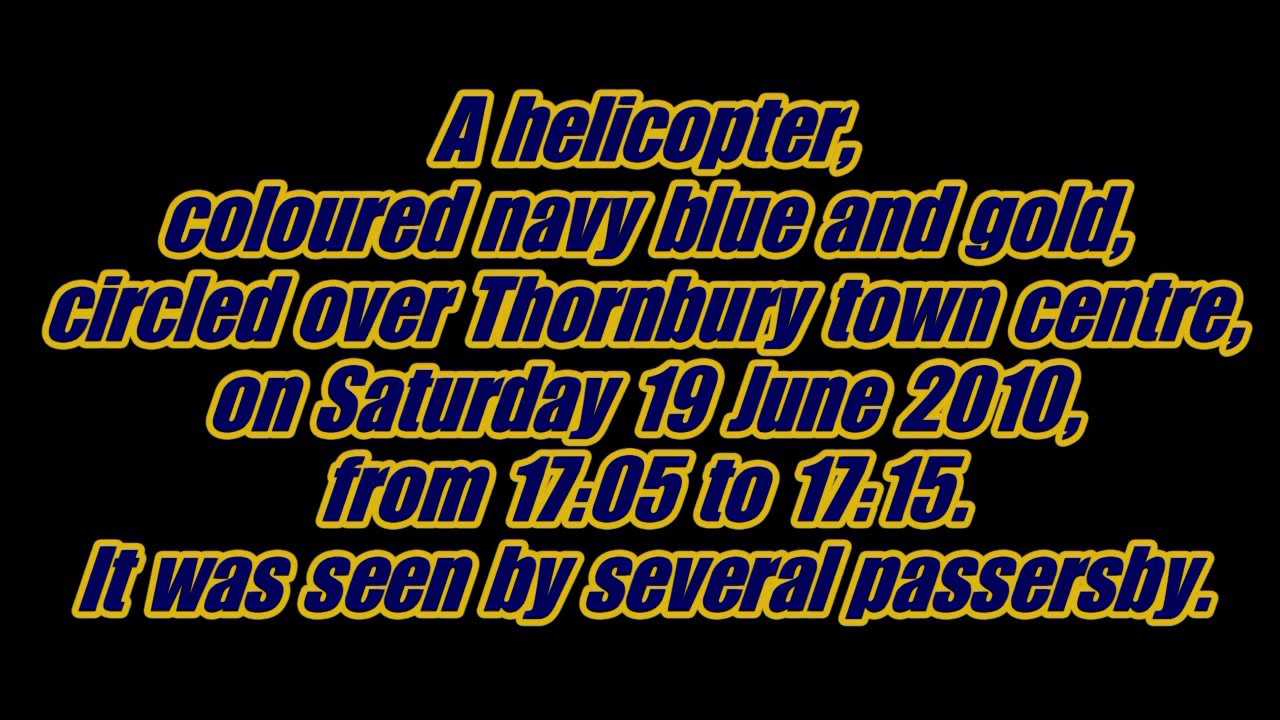 A helicopter,
coloured navy blue and gold,
circled over Thornbury town centre,
on Saturday 19 June 2010,
from 17:05 to 17:15.
It was seen by several passersby.